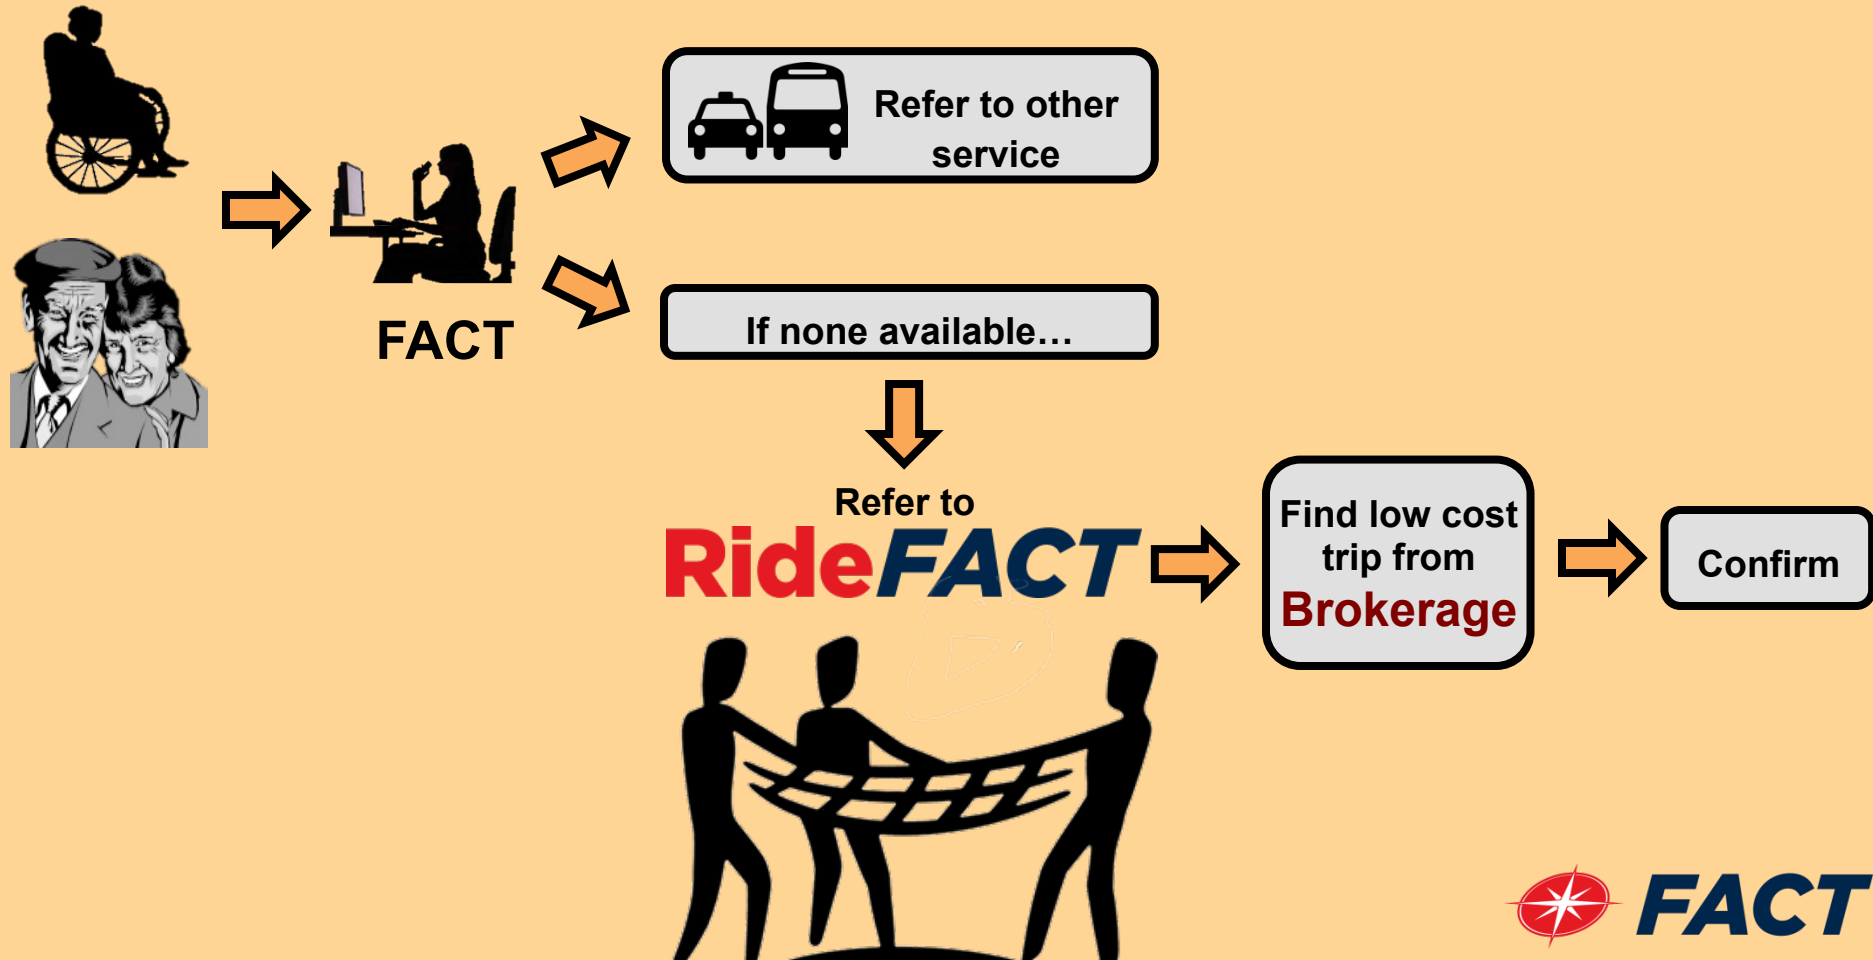 Refer to other
service
FACT
If none available…
Refer to
RideFACT
Find low cost
trip from
Brokerage
Confirm
FACT